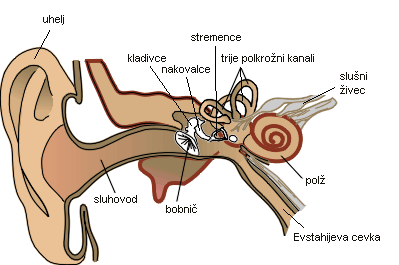 uhelj
stremence
kladivce
trije polkrožni kanali
nakovalce
slušni
živec
polž
sluhovod
bobnič
Evstahijeva cevka